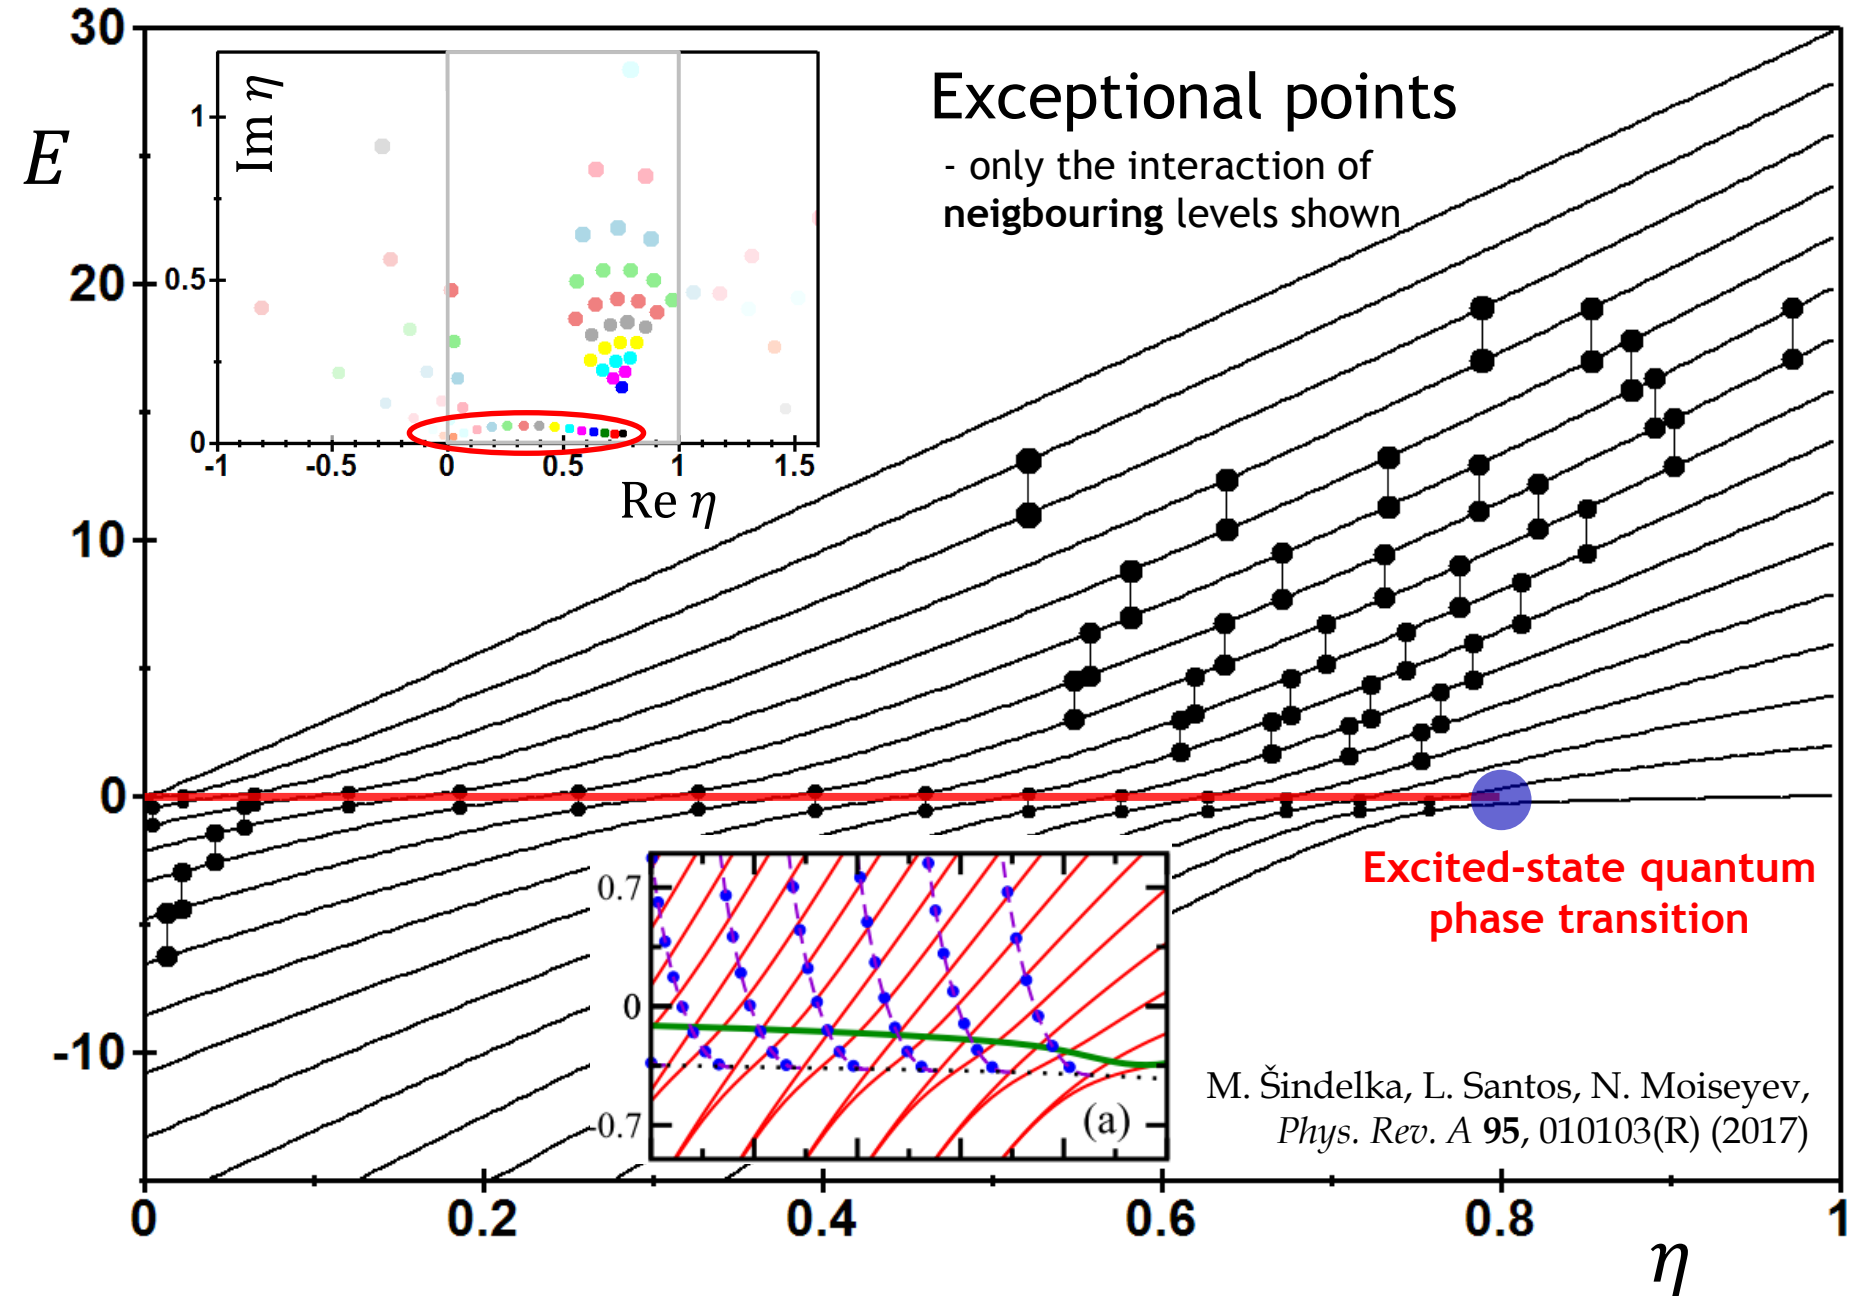 30
20
10
0
-10
E
0
0.2
0.4
0.6
0.8
1
η
Im η
1
0.5
0
-1
-0.5
0
0.5
1
1.5
Re η
Exceptional points
- only the interaction of
neigbouring levels shown
Excited-state quantum
phase transition
0.7
0
-0.7
(a)
M. Šindelka, L. Santos, N. Moiseyev,
Phys. Rev. A 95, 010103(R) (2017)